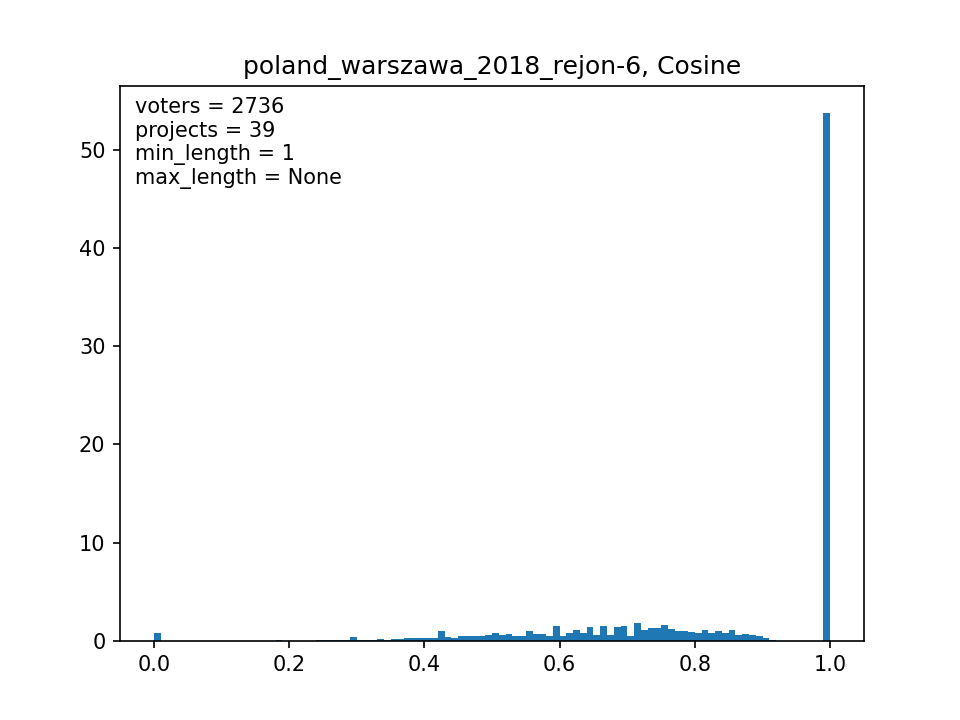 poland_warszawa_2018_rejon-6, Cosine
voters = 2736
projects = 39
min_length = 1
max_length = None
50
40
30
20
10
0
0.0 0.2 0.4 0.6 0.8 1.0